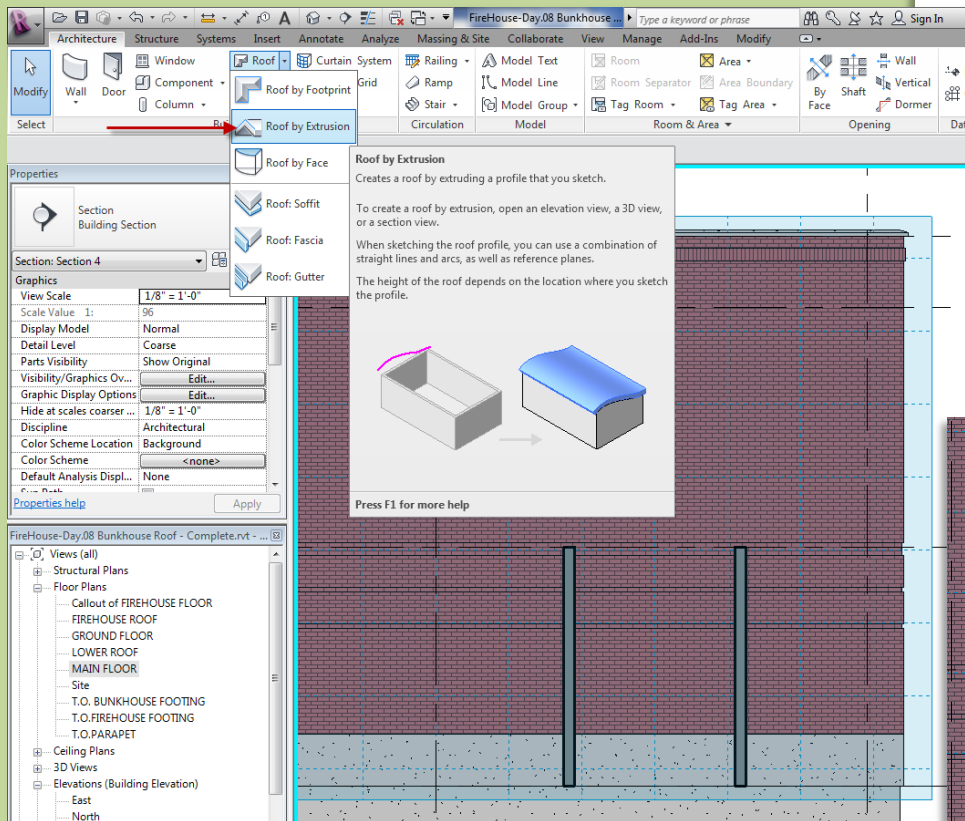 FireHouse-Day.08 Bunkhouse ...
Type a keyword or phrase
Sign In
Architecture Structure Systems Insert Annotate Analyze Massing & Site Collaborate View Manage Add-Ins Modify
Modify
Wall
Door
Window
Component
Column
Roof
Curtain System
Grid
Railing
Ramp
Stair
Model Text
Model Line
Model Group
Room
Room Separator
Tag Room
Area
Area Boundary
Tag Area
By Face
Shaft
Wall
Vertical
Dormer
Select
Bu
Circulation
Model
Room & Area
Opening
Dat
Roof by Footprint
Roof by Extrusion
Roof by Face
Roof: Soffit
Roof: Fascia
Roof: Gutter
Roof by Extrusion
Creates a roof by extruding a profile that you sketch.
To create a roof by extrusion, open an elevation view, a 3D view,
or a section view.
When sketching the roof profile, you can use a combination of
straight lines and arcs, as well as reference planes.
The height of the roof depends on the location where you sketch
the profile.
Press F1 for more help
Properties
Section
Building Section
Section: Section 4
Graphics
View Scale 1/8" = 1'-0"
Scale Value 1: 96
Display Model Normal
Detail Level Coarse
Parts Visibility Show Original
Visibility/Graphics Ov... Edit...
Graphic Display Options Edit...
Hide at scales coarser ... 1/8" = 1'-0"
Discipline Architectural
Color Scheme Location Background
Color Scheme <none>
Default Analysis Displ... None
Sun Path
Properties help
Apply
FireHouse-Day.08 Bunkhouse Roof - Complete.rvt - ...
Views (all)
Structural Plans
Floor Plans
Callout of FIREHOUSE FLOOR
FIREHOUSE ROOF
GROUND FLOOR
LOWER ROOF
MAIN FLOOR
Site
T.O. BUNKHOUSE FOOTING
T.O.FIREHOUSE FOOTING
T.O.PARAPET
Ceiling Plans
3D Views
Elevations (Building Elevation)
East
North